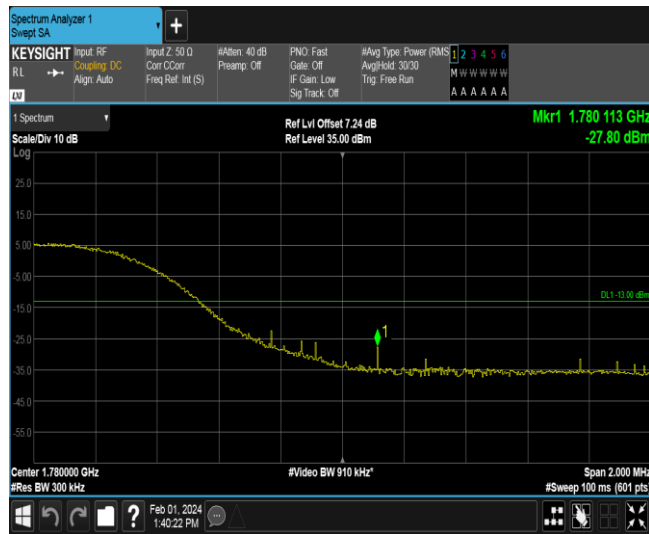 Spectrum Analyzer 1
Swept SA
+
KEYSIGHT
RL
LXI
Input: RF
Coupling: DC
Align: Auto
Input Z: 50 Ω
Corr CCorr
Freq Ref: Int (S)
#Atten: 40 dB
Preamp: Off
PNO: Fast
Gate: Off
IF Gain: Low
Sig Track: Off
#Avg Type: Power (RMS
Avg|Hold: 30/30
Trig: Free Run
1 2 3 4 5 6
M W W W W W
A A A A A A
1 Spectrum
Scale/Div 10 dB
Log
Ref Lvl Offset 7.24 dB
Ref Level 35.00 dBm
Mkr1 1.780 113 GHz
-27.80 dBm
25.0
15.0
5.00
-5.00
-15.0
-25.0
-35.0
-45.0
-55.0
DL1 -13.00 dBm
1
Center 1.780000 GHz
#Res BW 300 kHz
#Video BW 910 kHz*
Span 2.000 MHz
#Sweep 100 ms (601 pts
?
Feb 01, 2024
1:40:22 PM